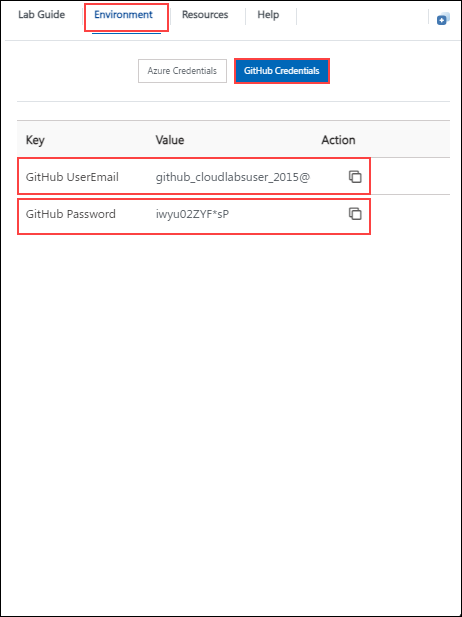 Lab Guide Environment Resources Help
Azure Credentials GitHub Credentials
Key Value Action
GitHub UserEmail github_cloudlabsuser_2015@
GitHub Password iwyu02ZYF*sP